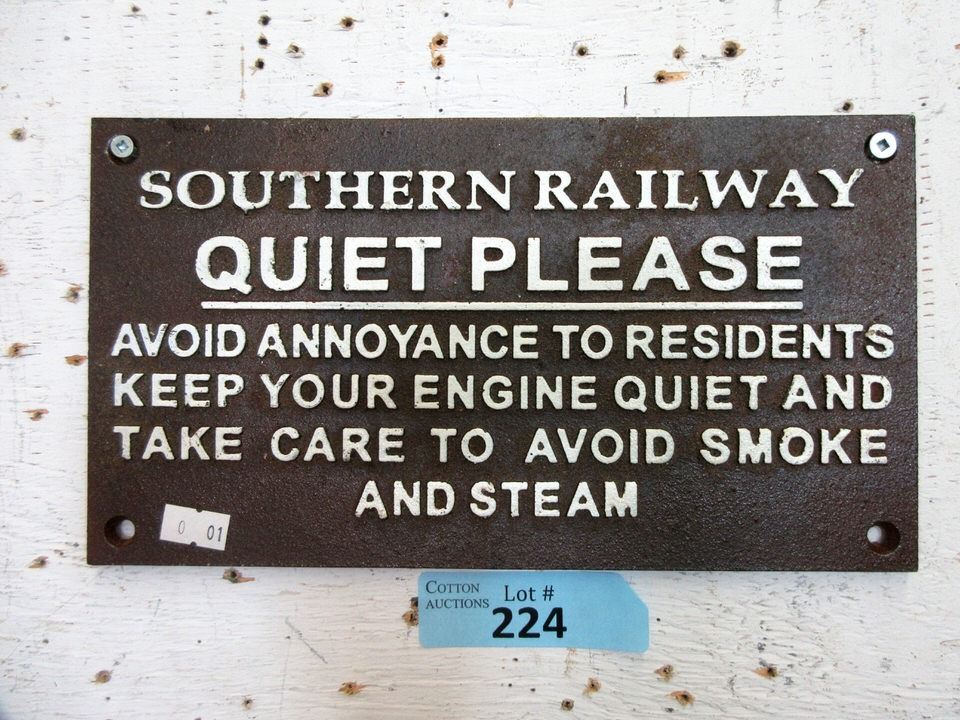 SOUTHERN RAILWAY
QUIET PLEASE
AVOID ANNOYANCE TO RESIDENTS
KEEP YOUR ENGINE QUIET AND
TAKE CARE TO AVOID SMOKE
AND STEAM
0 01
COTTON
AUCTIONS
Lot #
224